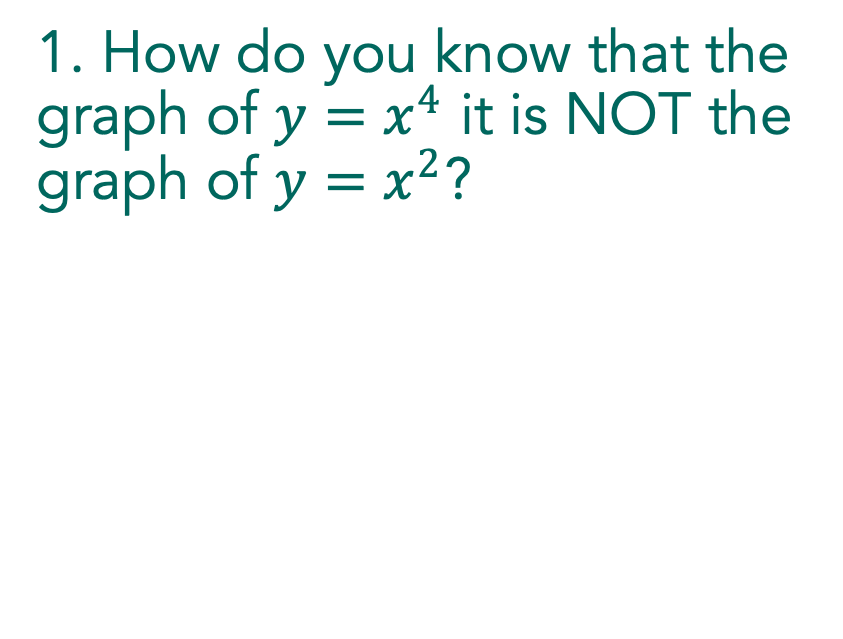 1. How do you know that the
graph of y = x⁴ it is NOT the
graph of y = x²?